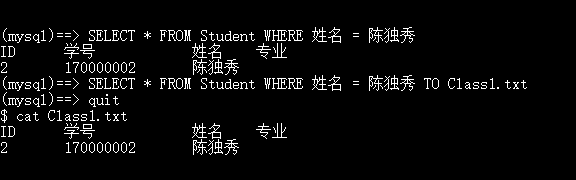 (mysql)==> SELECT * FROM Student WHERE 姓名 = 陈独秀
ID 学号 姓名 专业
2 170000002 陈独秀
(mysql)==> SELECT * FROM Student WHERE 姓名 = 陈独秀 TO Class1.txt
(mysql)==> quit
$ cat Class1.txt
ID 学号 姓名 专业
2 170000002 陈独秀